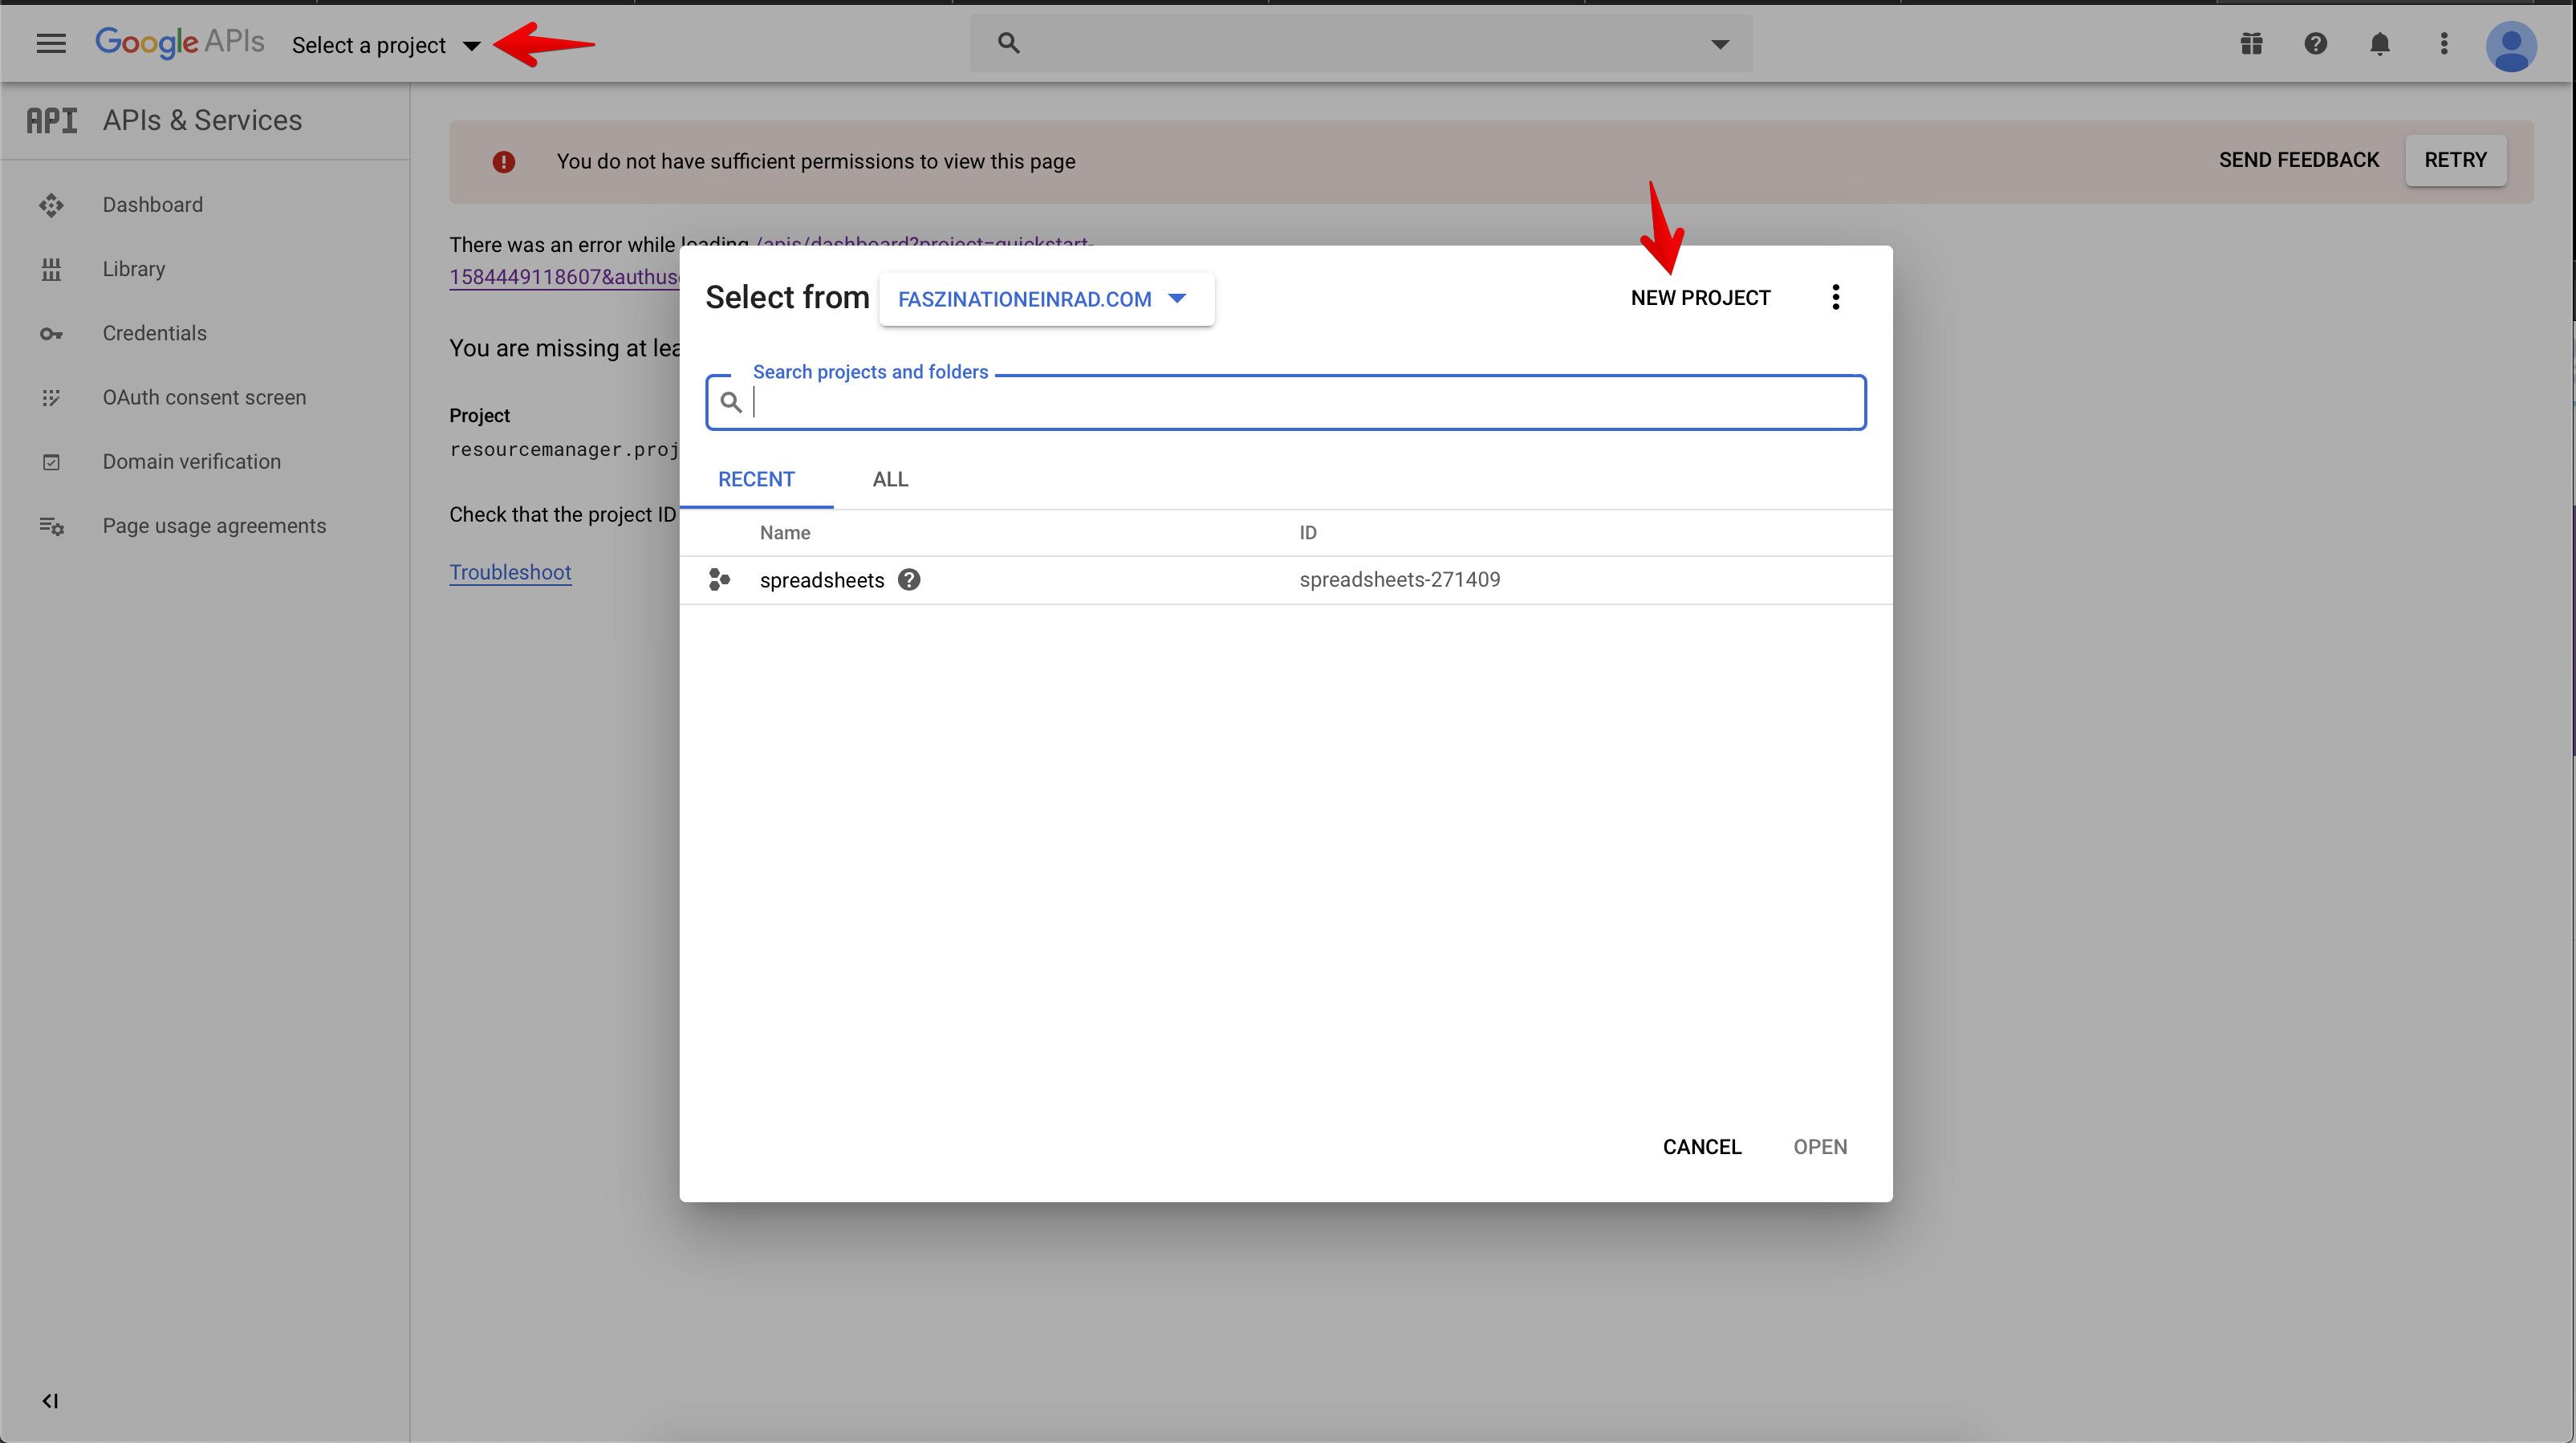 Google APIs Select a project
API APIs & Services
Dashboard
Library
Credentials
OAuth consent screen
Domain verification
Page usage agreements
You do not have sufficient permissions to view this page
SEND FEEDBACK RETRY
There was an error while loading /apis/dashboard?project=quickstart-
1584449118607&authus
You are missing at lea
Project
resourcemanager.proj
Check that the project ID
Troubleshoot
Select from FASZINATIONEINRAD.COM
NEW PROJECT
Search projects and folders
RECENT ALL
Name ID
spreadsheets spreadsheets-271409
CANCEL OPEN